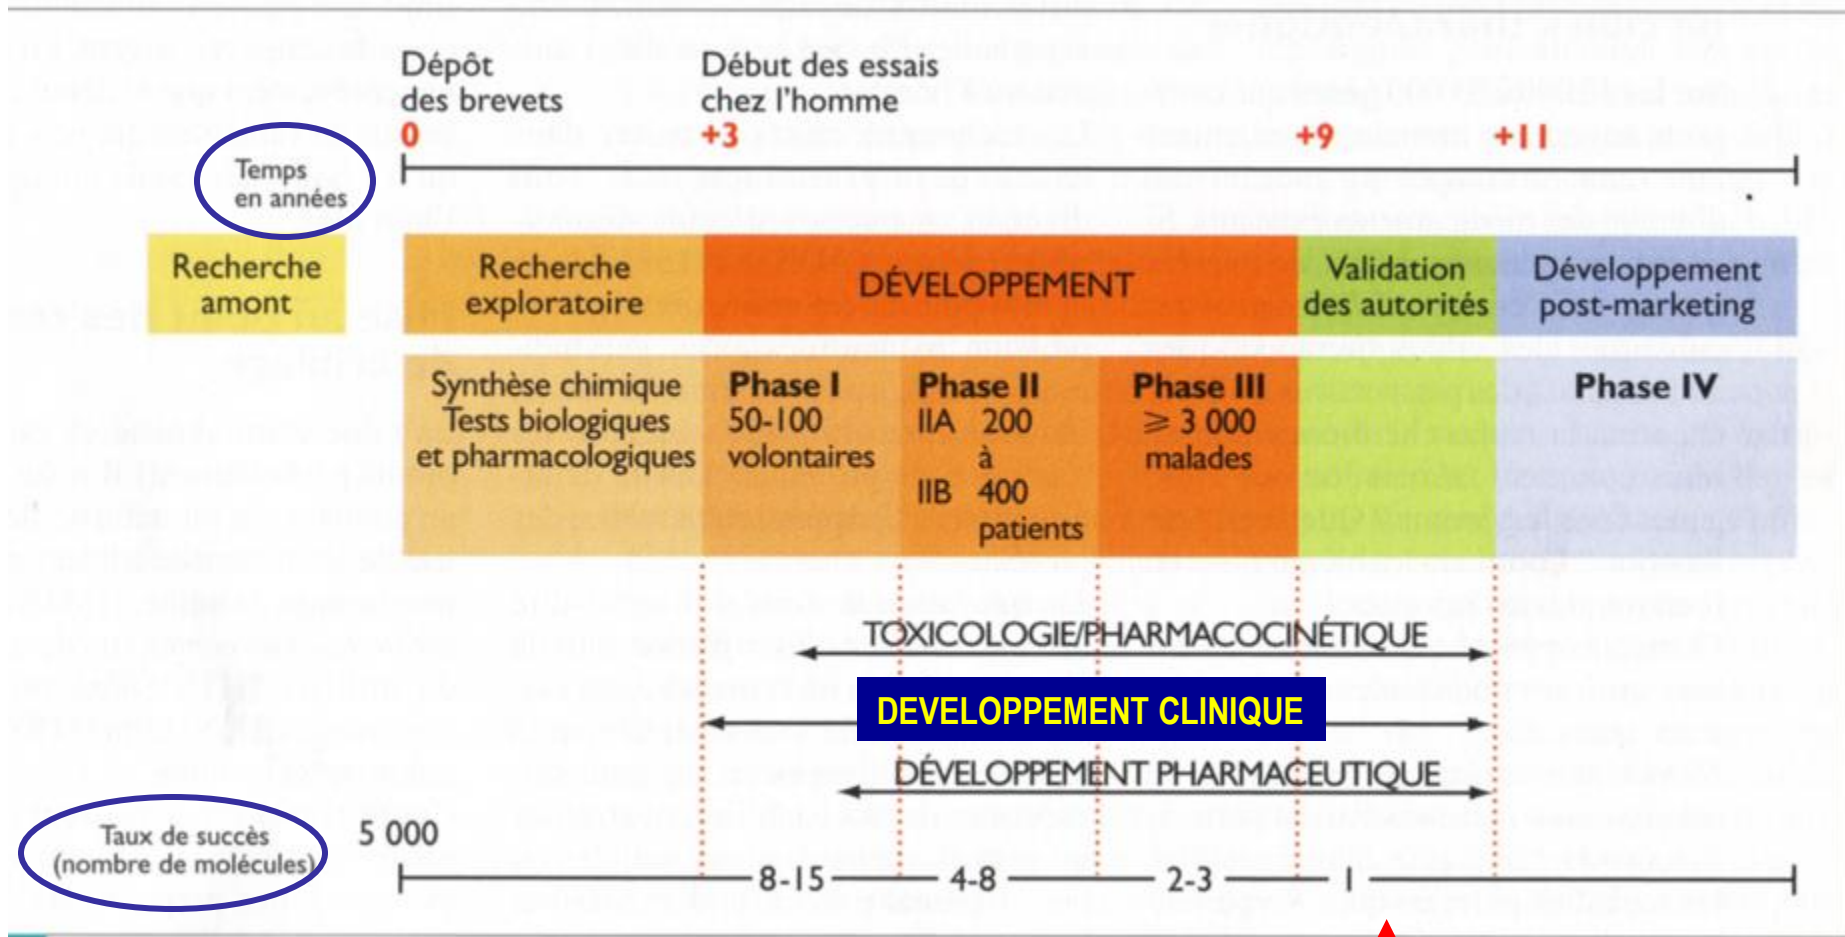 Dépôt
des brevets
Début des essais
chez l'homme
0
+3
+9
+11
Temps
en années
Recherche
amont
Recherche
exploratoire
DÉVELOPPEMENT
Validation
des autorités
Développement
post-marketing
Synthèse chimique
Tests biologiques
et pharmacologiques
Phase I
50-100
volontaires
Phase II
IIA 200
à
IIB 400
patients
Phase III
⩾ 3 000
malades
Phase IV
TOXICOLOGIE/PHARMACOCINÉTIQUE
DEVELOPPEMENT CLINIQUE
DÉVELOPPEMENT PHARMACEUTIQUE
Taux de succès
(nombre de molécules)
5 000
8-15
4-8
2-3
1